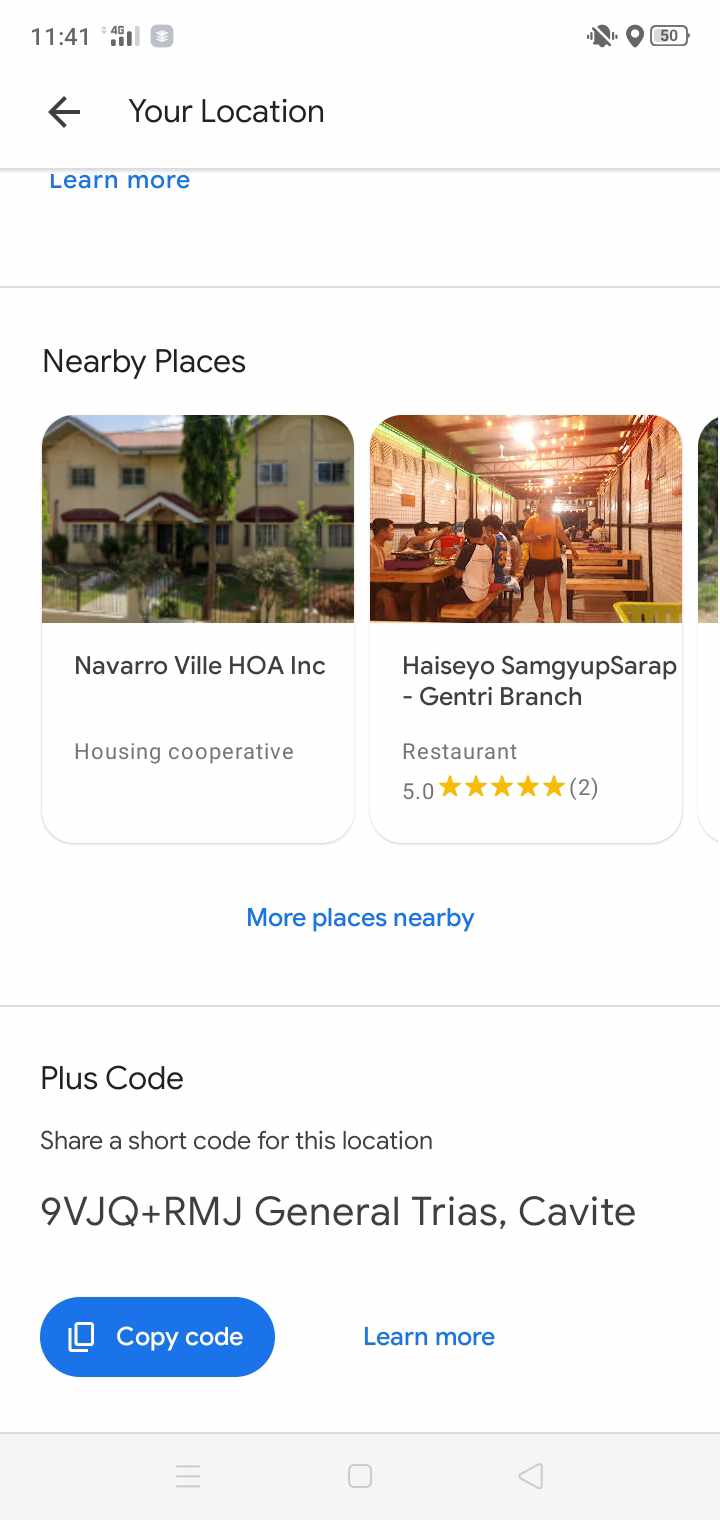 11:41 4G 50
Your Location
Learn more
Nearby Places
Navarro Ville HOA Inc
Housing cooperative
Haiseyo SamgyupSarap
- Gentri Branch
Restaurant
5.0 ★★★★★ (2)
More places nearby
Plus Code
Share a short code for this location
9VJQ+RMJ General Trias, Cavite
Copy code
Learn more